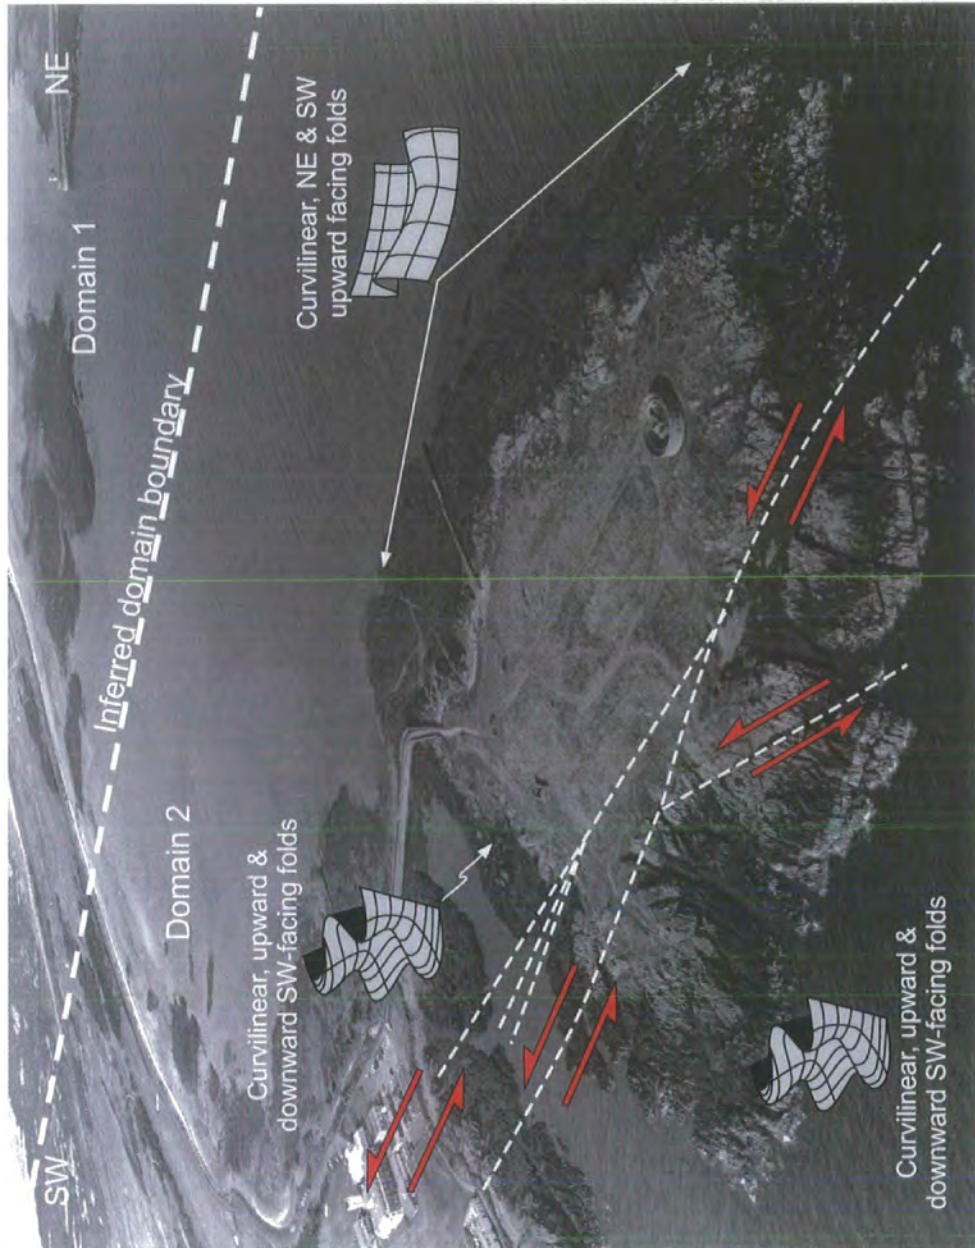 SW
NE
Domain 1
Inferred domain boundary
Domain 2
Curvilinear, NE & SW
upward facing folds
Curvilinear, upward &
downward SW-facing folds
Curvilinear, upward &
downward SW-facing folds